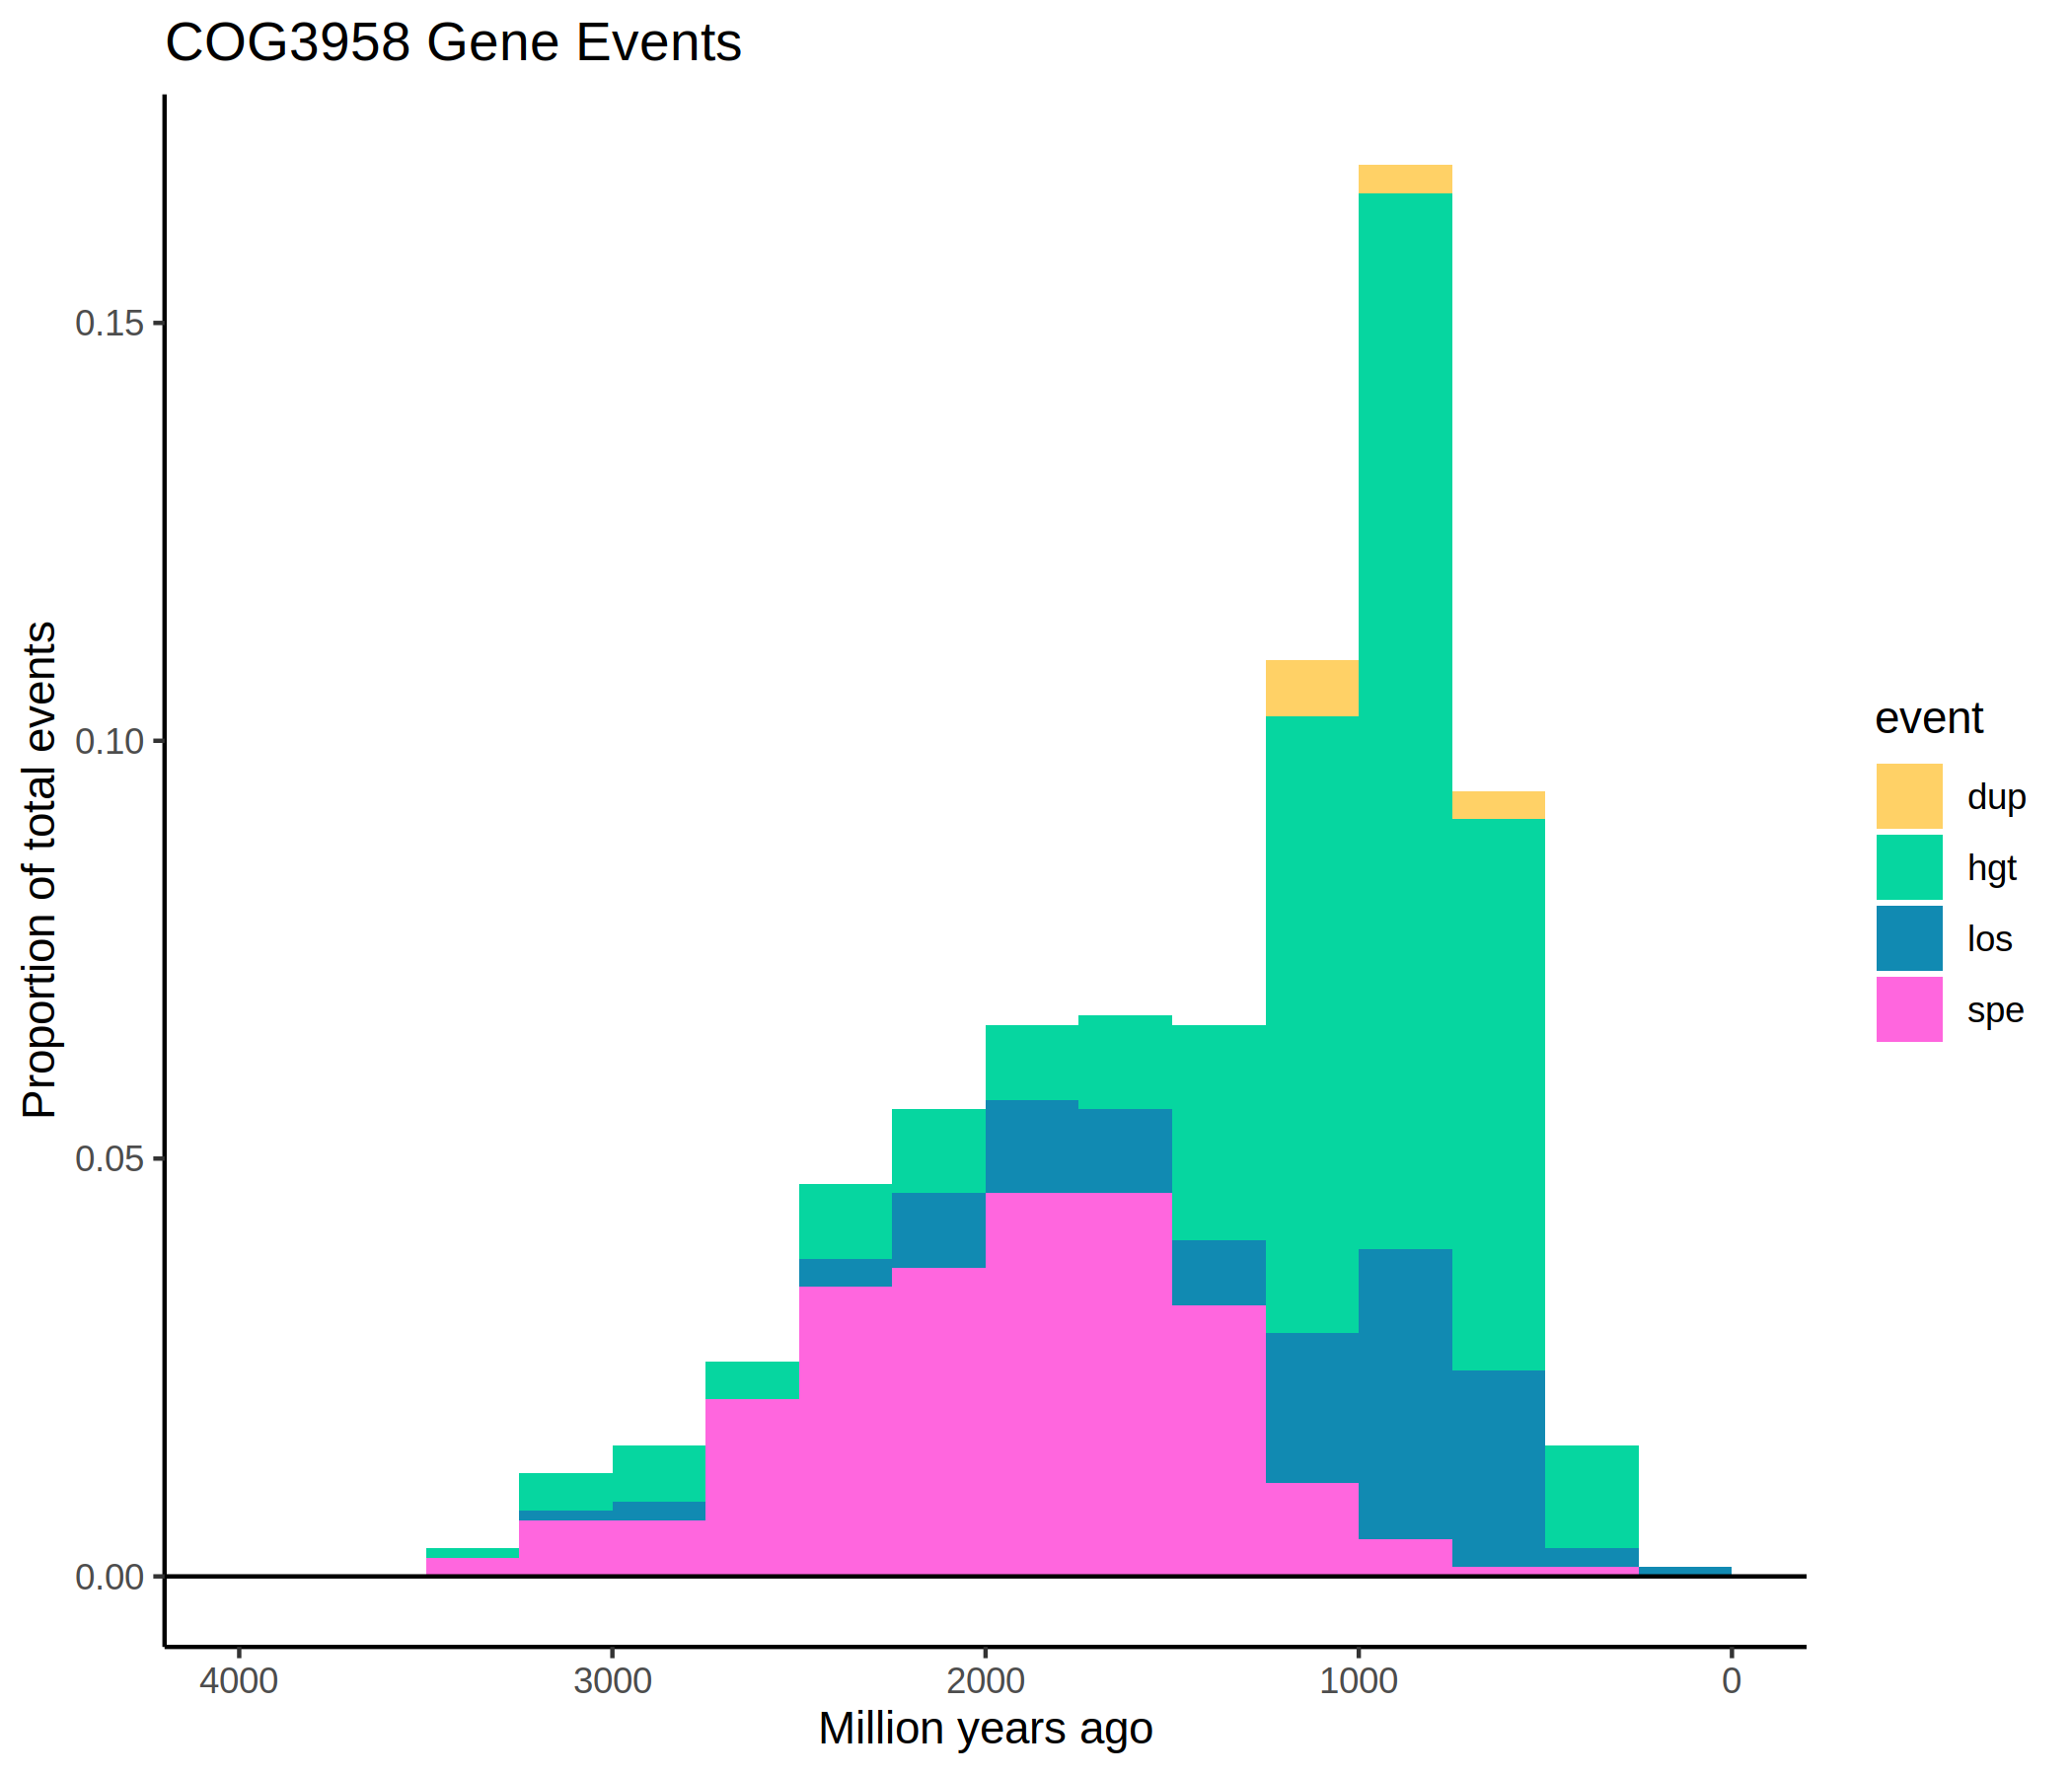 COG3958 Gene Events
Proportion of total events
0.15
0.10
0.05
0.00
4000 3000 2000 1000 0
Million years ago
event
dup
hgt
los
spe